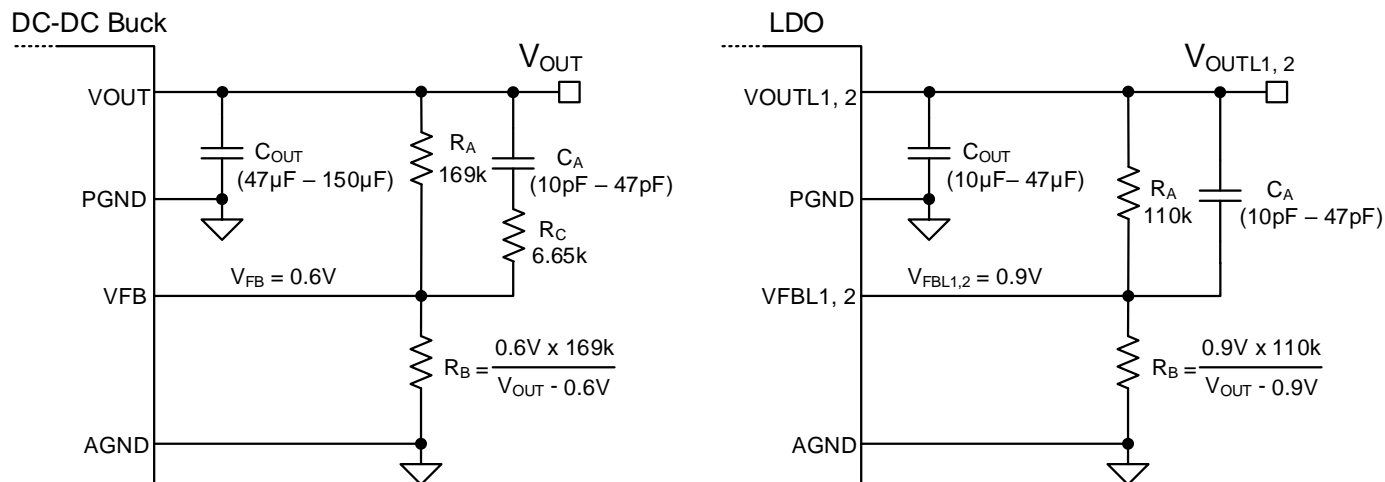 DC-DC Buck
VOUT
VOUT
COUT
(47µF – 150µF)
RA
169k
CA
(10pF – 47pF)
PGND
RC
6.65k
VFB = 0.6V
VFB
RB = 0.6V x 169k
VOUT - 0.6V
AGND
LDO
VOUTL1, 2
VOUTL1, 2
COUT
(10µF– 47µF)
RA
110k
CA
(10pF – 47pF)
PGND
VFBL1,2 = 0.9V
VFBL1, 2
RB = 0.9V x 110k
VOUT - 0.9V
AGND